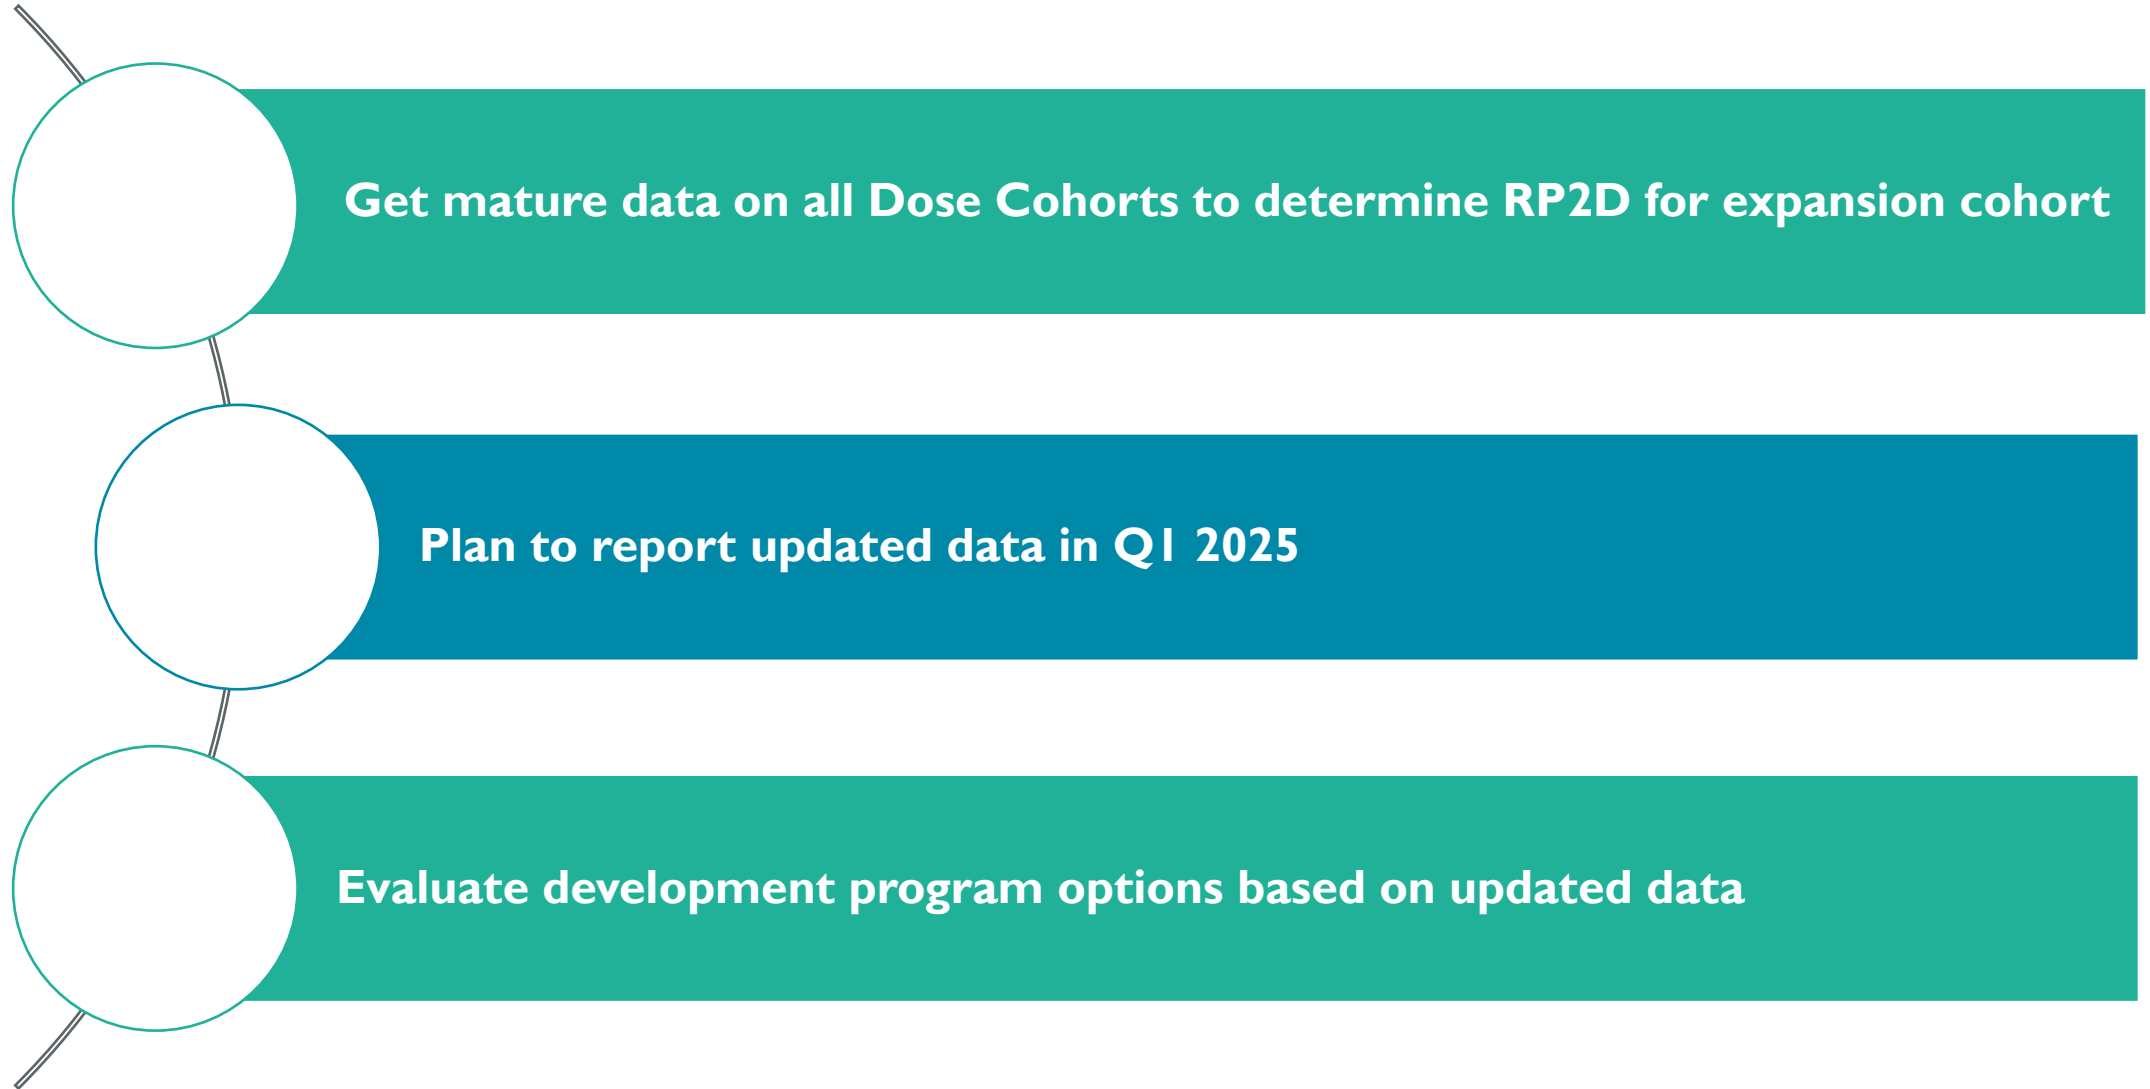 Get mature data on all Dose Cohorts to determine RP2D for expansion cohort
Plan to report updated data in Q1 2025
Evaluate development program options based on updated data